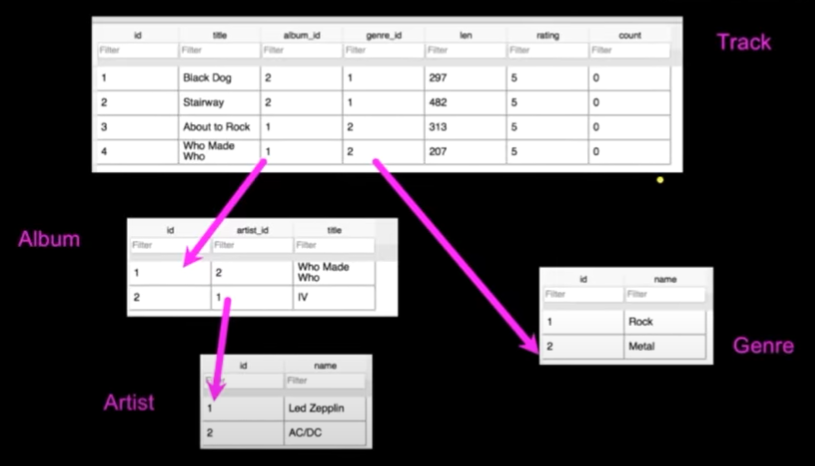 Track
id title album_id genre_id len rating count
Filter Filter Filter Filter Filter Filter Filter
1 Black Dog 2 1 297 5 0
2 Stairway 2 1 482 5 0
3 About to Rock 1 2 313 5 0
4 Who Made Who 1 2 207 5 0
Album
id artist_id title
Filter Filter Filter
1 2 Who Made Who
2 1 IV
id name
Filter Filter
1 Rock
2 Metal
Genre
Artist
id name
Filter Filter
1 Led Zepplin
2 AC/DC